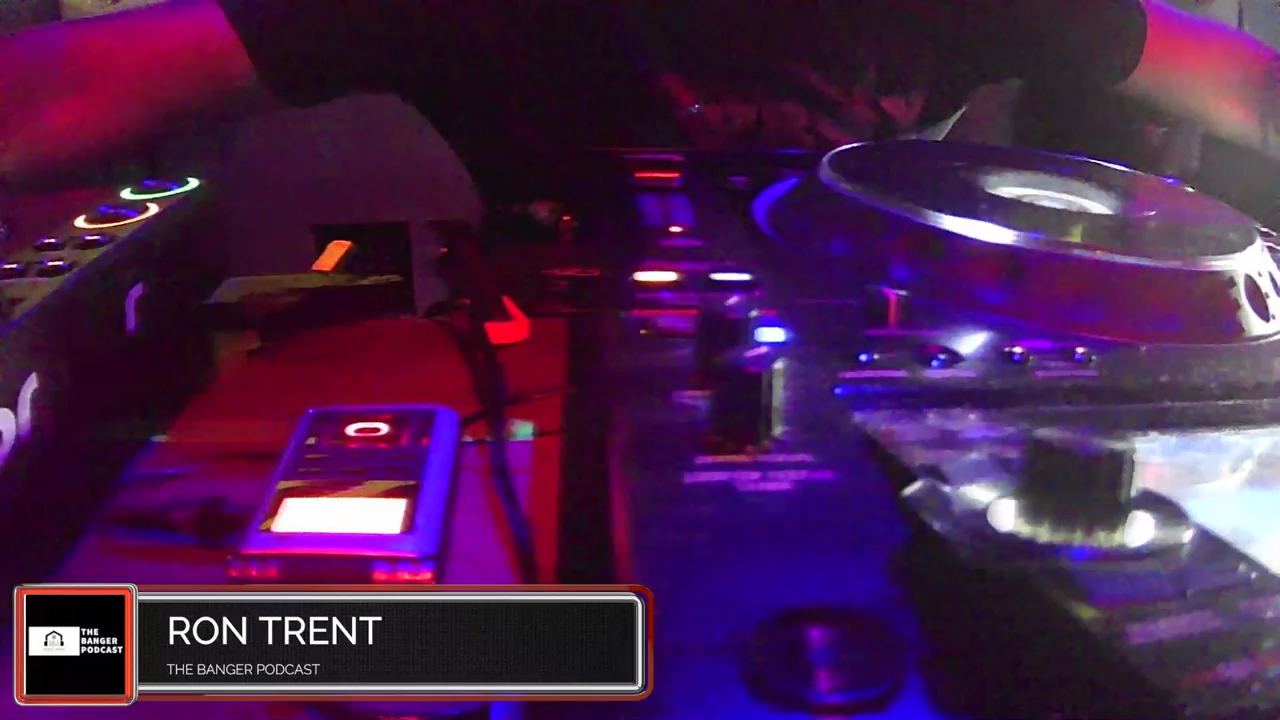 THE
BANGER
PODCAST
RON TRENT
THE BANGER PODCAST